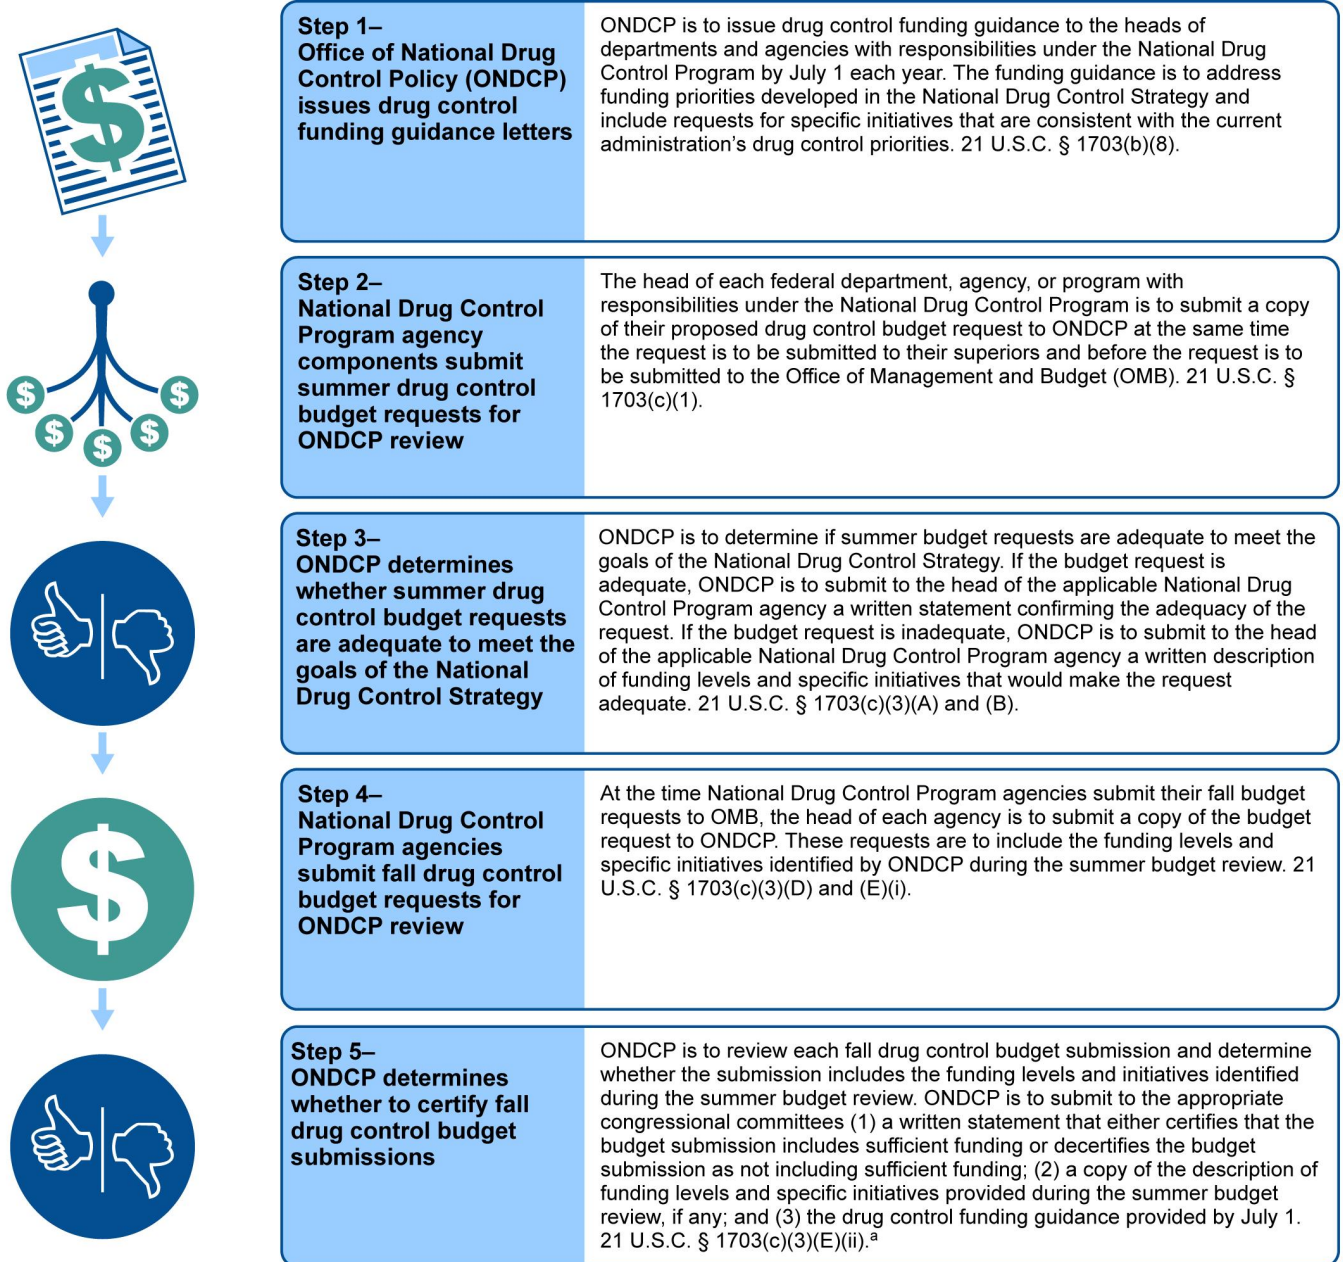 Step 1–
Office of National Drug
Control Policy (ONDCP)
issues drug control
funding guidance letters
ONDCP is to issue drug control funding guidance to the heads of
departments and agencies with responsibilities under the National Drug
Control Program by July 1 each year. The funding guidance is to address
funding priorities developed in the National Drug Control Strategy and
include requests for specific initiatives that are consistent with the current
administration’s drug control priorities. 21 U.S.C. § 1703(b)(8).
$
Step 2–
National Drug Control
Program agency
components submit
summer drug control
budget requests for
ONDCP review
The head of each federal department, agency, or program with
responsibilities under the National Drug Control Program is to submit a copy
of their proposed drug control budget request to ONDCP at the same time
the request is to be submitted to their superiors and before the request is to
be submitted to the Office of Management and Budget (OMB). 21 U.S.C. §
1703(c)(1).
$ $ $ $ $
Step 3–
ONDCP determines
whether summer drug
control budget requests
are adequate to meet the
goals of the National
Drug Control Strategy
ONDCP is to determine if summer budget requests are adequate to meet the
goals of the National Drug Control Strategy. If the budget request is
adequate, ONDCP is to submit to the head of the applicable National Drug
Control Program agency a written statement confirming the adequacy of the
request. If the budget request is inadequate, ONDCP is to submit to the head
of the applicable National Drug Control Program agency a written description
of funding levels and specific initiatives that would make the request
adequate. 21 U.S.C. § 1703(c)(3)(A) and (B).
Step 4–
National Drug Control
Program agencies
submit fall drug control
budget requests for
ONDCP review
At the time National Drug Control Program agencies submit their fall budget
requests to OMB, the head of each agency is to submit a copy of the budget
request to ONDCP. These requests are to include the funding levels and
specific initiatives identified by ONDCP during the summer budget review. 21
U.S.C. § 1703(c)(3)(D) and (E)(i).
$
Step 5–
ONDCP determines
whether to certify fall
drug control budget
submissions
ONDCP is to review each fall drug control budget submission and determine
whether the submission includes the funding levels and initiatives identified
during the summer budget review. ONDCP is to submit to the appropriate
congressional committees (1) a written statement that either certifies that the
budget submission includes sufficient funding or decertifies the budget
submission as not including sufficient funding; (2) a copy of the description of
funding levels and specific initiatives provided during the summer budget
review, if any; and (3) the drug control funding guidance provided by July 1.
21 U.S.C. § 1703(c)(3)(E)(ii).ª